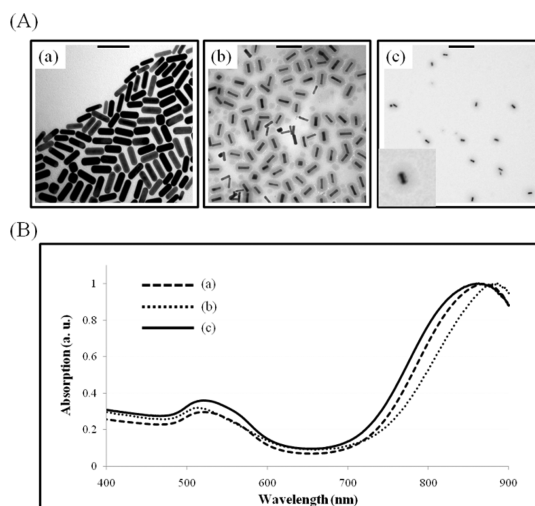 (A)
(a)
(b)
(c)
(B)
Absorption (a. u.)
1
0.8
0.6
0.4
0.2
0
(a)
(b)
(c)
400
500
600
700
800
900
Wavelength (nm)